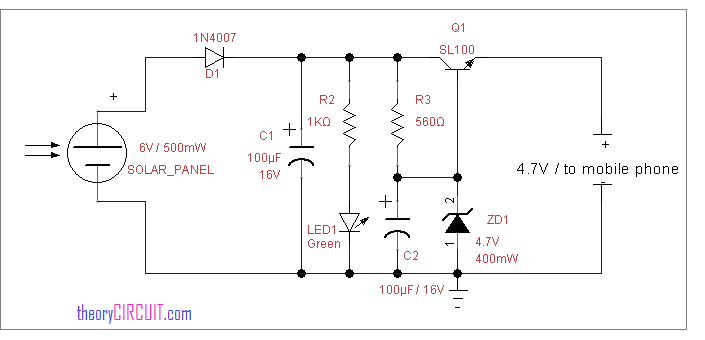 Q1
1N4007
SL100
D1
+
R2
1KΩ
R3
560Ω
C1
+
100µF
16V
6V / 500mW
SOLAR_PANEL
+
4.7V / to mobile phone
+
2
1
ZD1
4.7V
400mW
LED1
Green
C2
100µF / 16V
theoryCIRCUIT.com